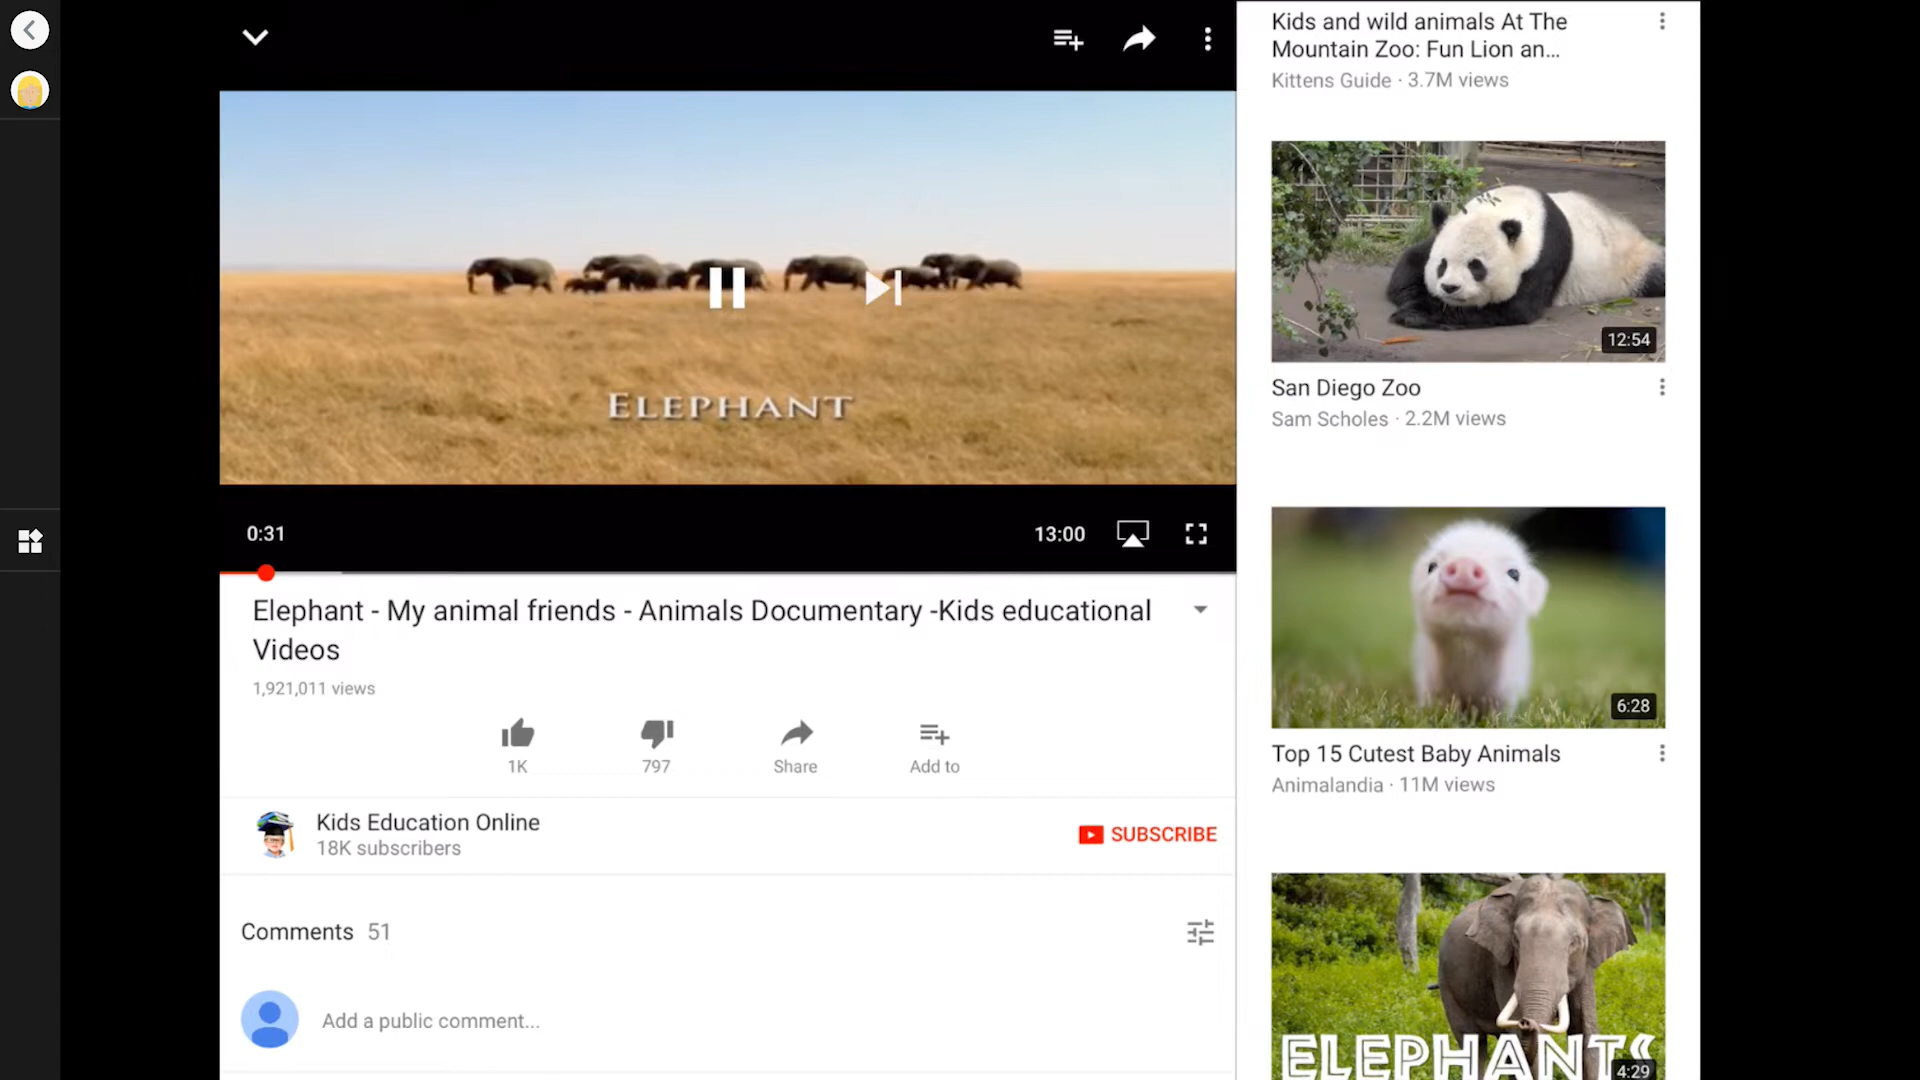 ELEPHANT
0:31
13:00
Elephant - My animal friends - Animals Documentary -Kids educational
Videos
1,921,011 views
1K
797
Share
Add to
Kids Education Online
18K subscribers
SUBSCRIBE
Comments 51
Add a public comment...
Kids and wild animals At The
Mountain Zoo: Fun Lion an...
Kittens Guide · 3.7M views
12:54
San Diego Zoo
Sam Scholes · 2.2M views
6:28
Top 15 Cutest Baby Animals
Animalandia · 11M views
ELEPHANTS
4:29